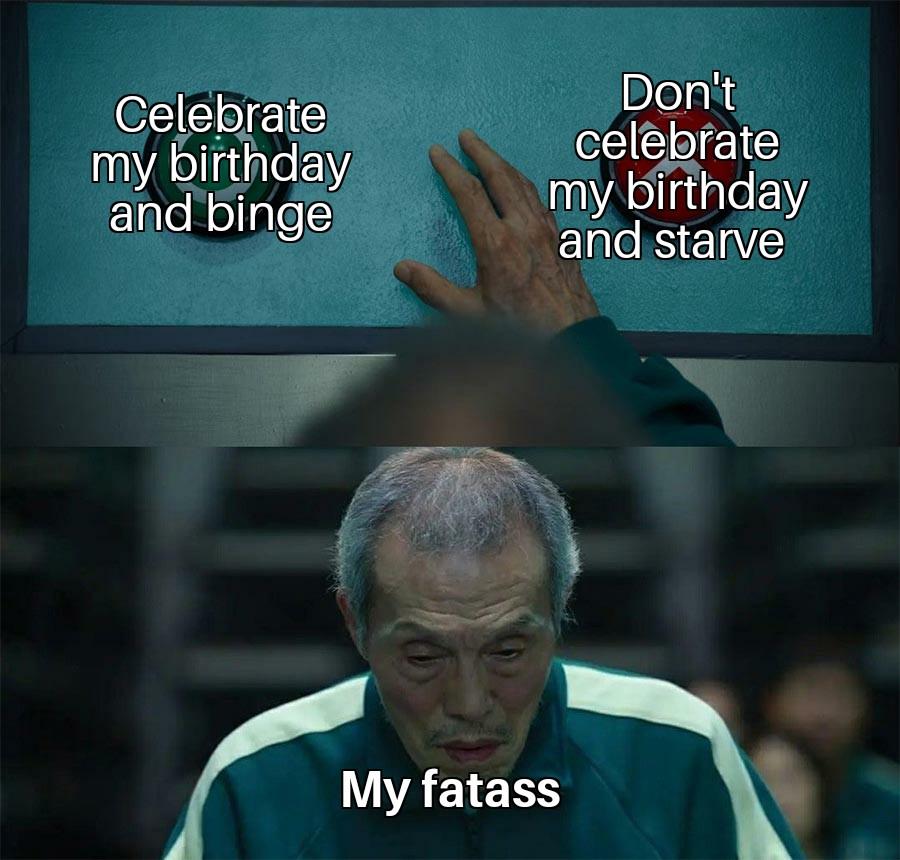 Celebrate
my birthday
and binge
Don't
celebrate
my birthday
and starve
My fatass